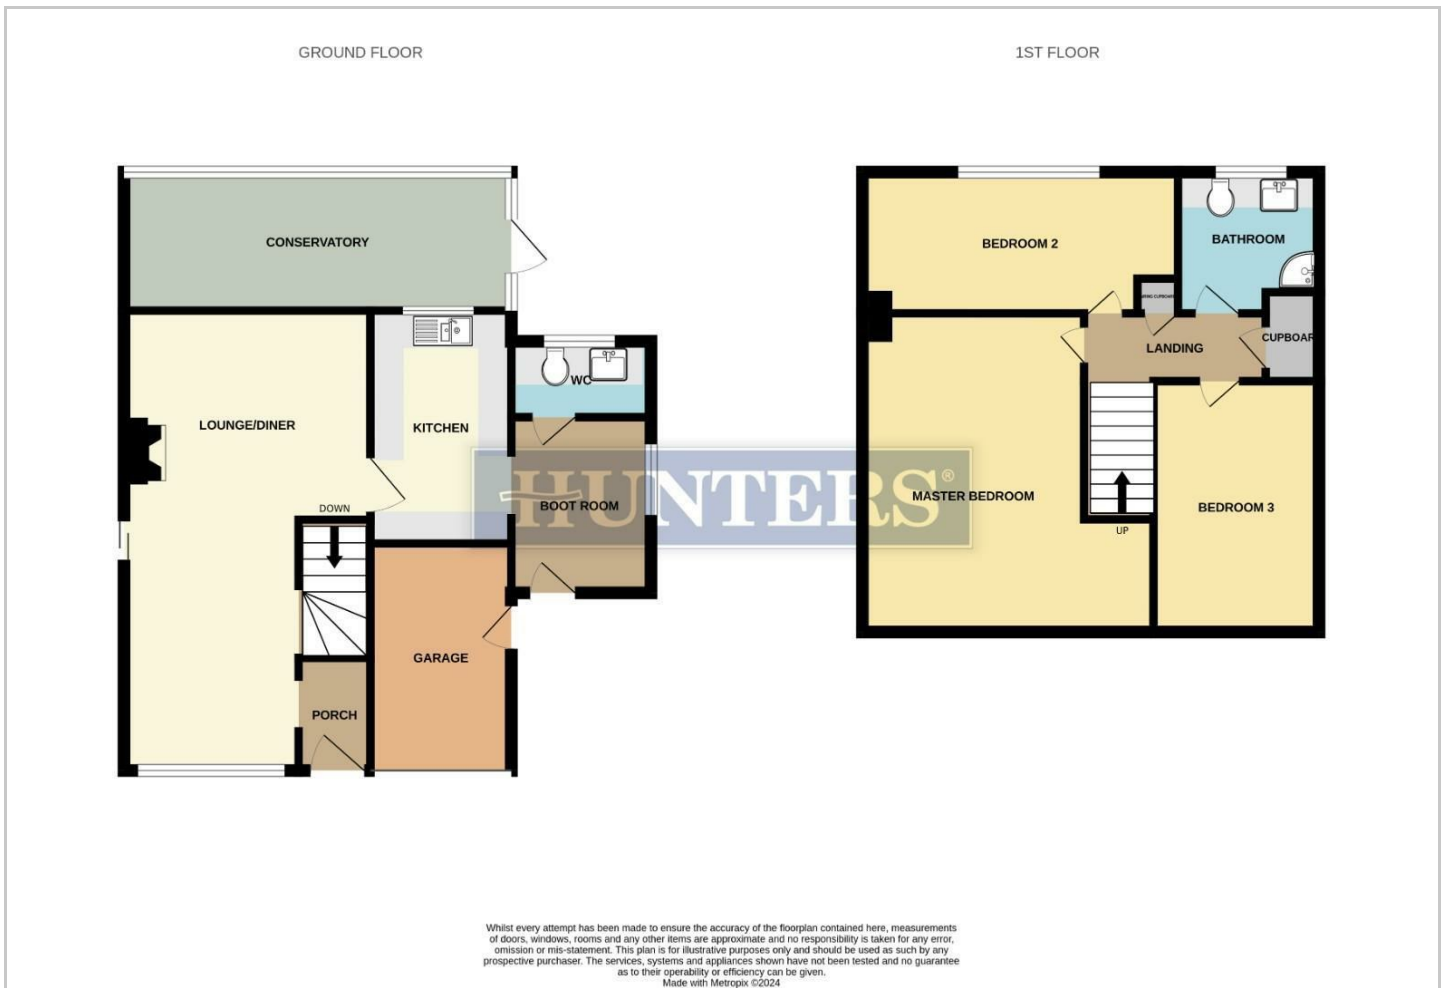 GROUND FLOOR
1ST FLOOR
CONSERVATORY
LOUNGE/DINER
KITCHEN
WC
BOOT ROOM
DOWN
GARAGE
PORCH
BEDROOM 2
BATHROOM
CUPBOAR
LANDING
MASTER BEDROOM
BEDROOM 3
UP
HUNTERS®
Whilst every attempt has been made to ensure the accuracy of the floorplan contained here, measurements
of doors, windows, rooms and any other items are approximate and no responsibility is taken for any error,
omission or mis-statement. This plan is for illustrative purposes only and should be used as such by any
prospective purchaser. The services, systems and appliances shown have not been tested and no guarantee
as to their operability or efficiency can be given.
Made with Metropix ©2024